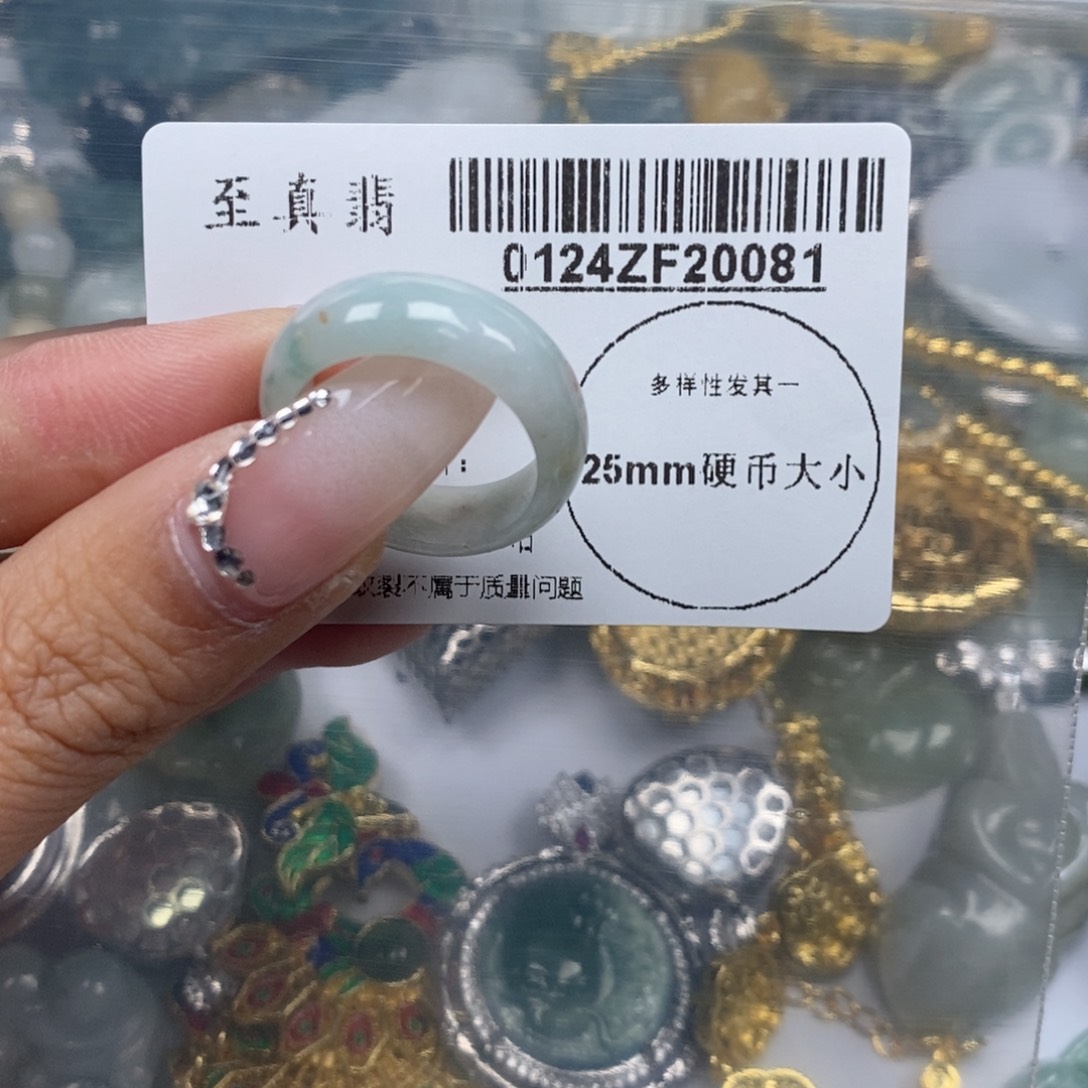 至真翡
0124ZF20081
多样性发其一
25mm硬币大小
不属于质量问题